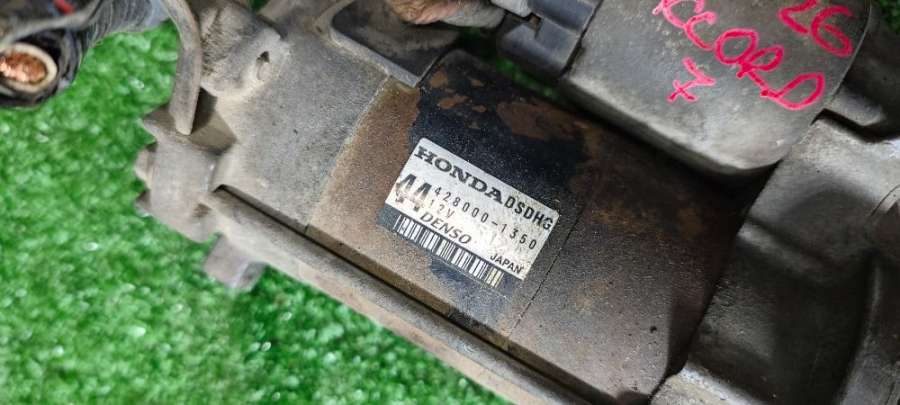 26
ACCORD
7
HONDA DSDHG
44 428000-1350
12V
DENSO JAPAN